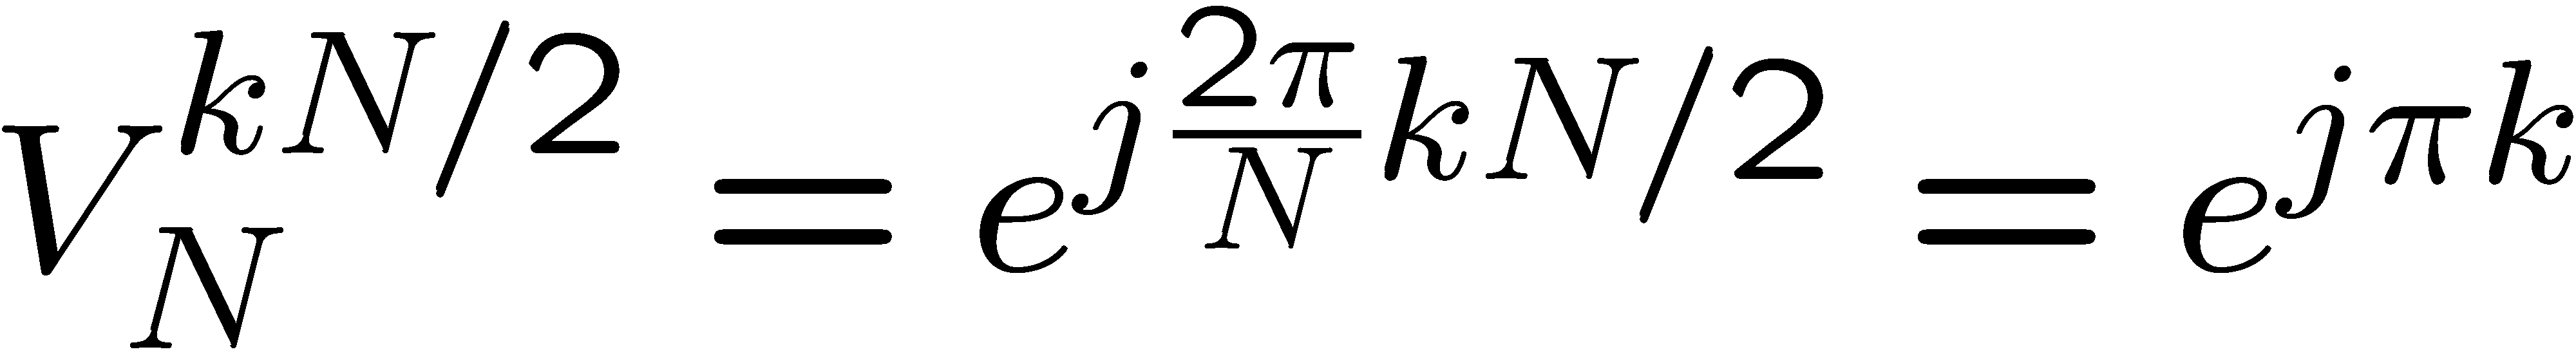 V_N^{kN/2} = e^{j\frac{2\pi}{N}kN/2} = e^{j\pi k}